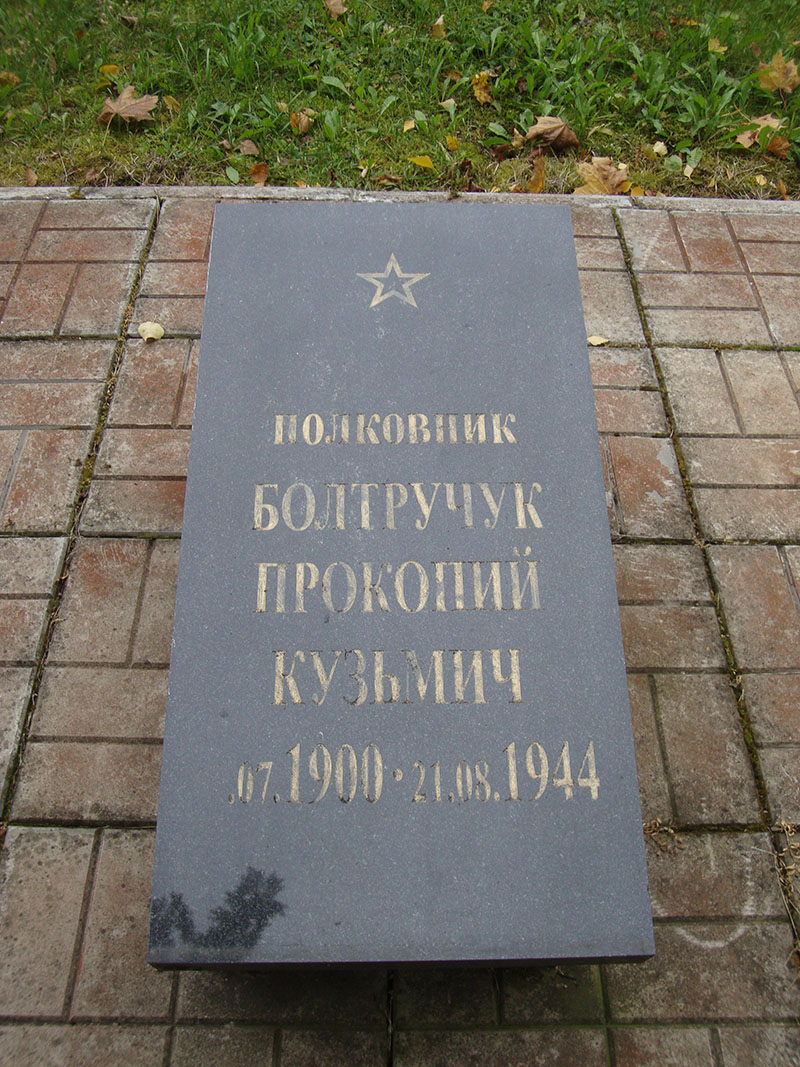 ПОЛКОВНИК
БОЛТРУЧУК
ПРОКОПИЙ
КУЗЬМИЧ
.07.1900 · 21.08.1944